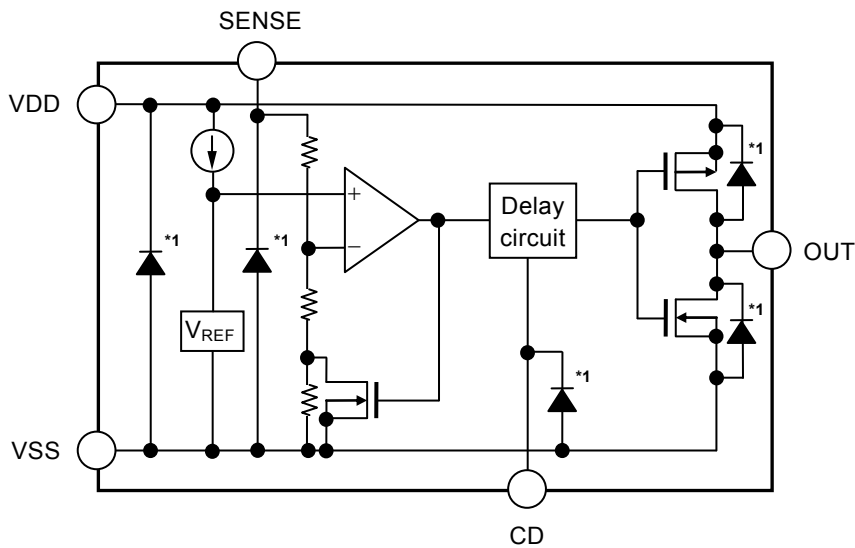 SENSE
VDD
*1
*1
*1
+
−
Delay
circuit
OUT
VREF
*1
*1
VSS
CD